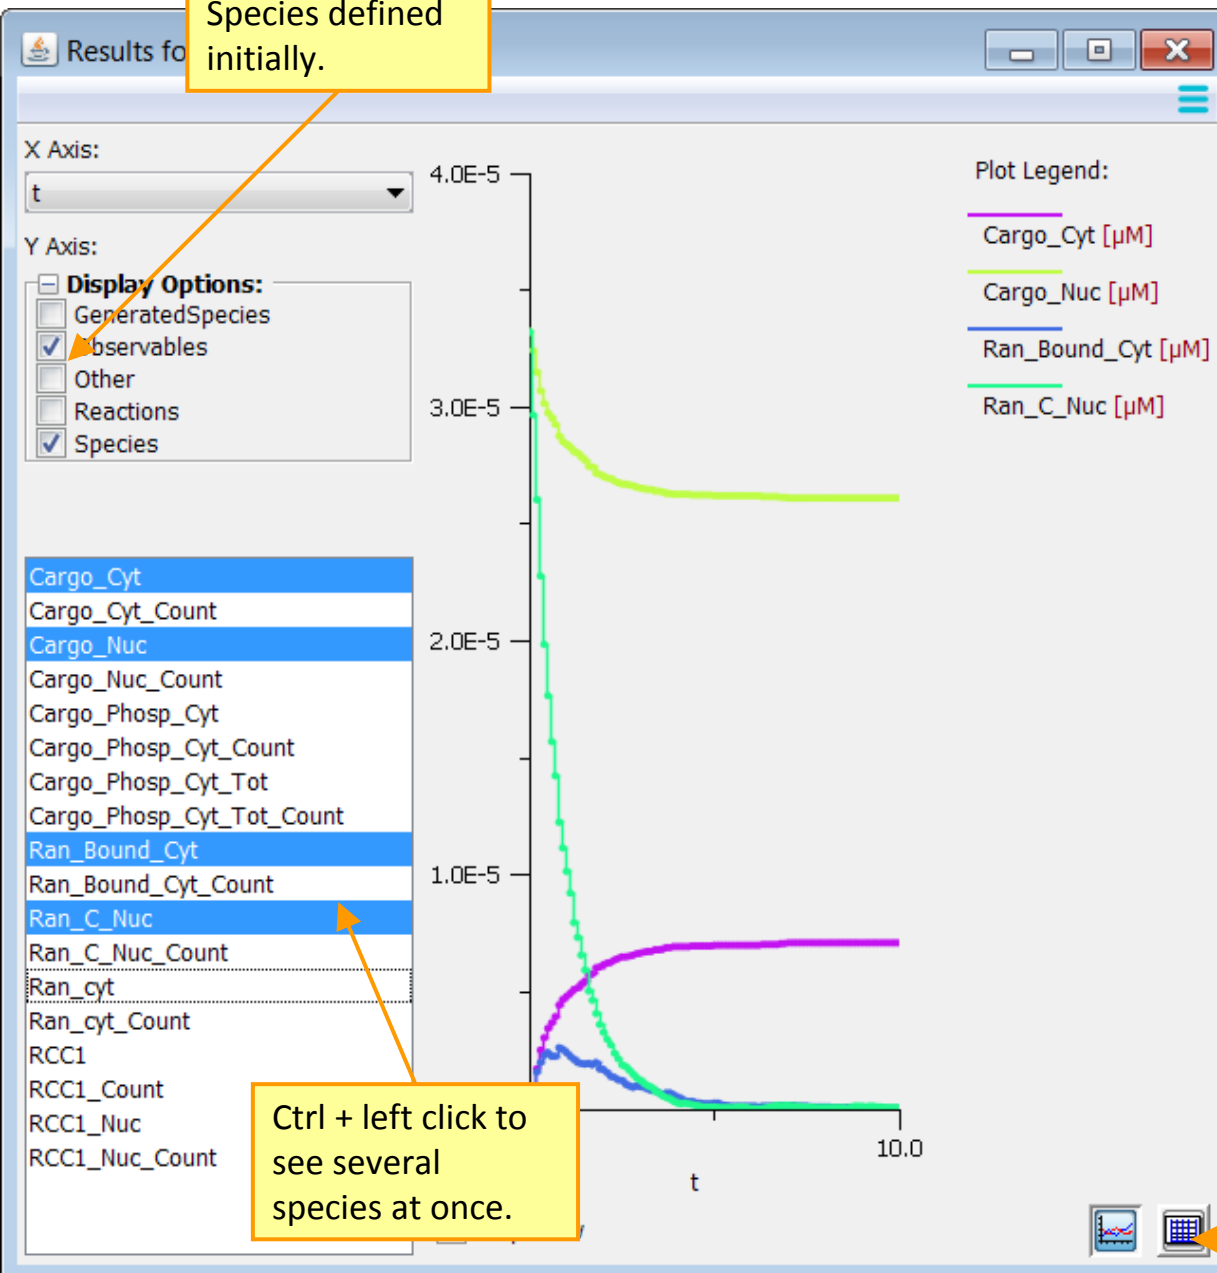 Species defined
initially.
Results fo
X Axis:
t
Y Axis:
Display Options:
GeneratedSpecies
Observables
Other
Reactions
Species
Cargo_Cyt
Cargo_Cyt_Count
Cargo_Nuc
Cargo_Nuc_Count
Cargo_Phosp_Cyt
Cargo_Phosp_Cyt_Count
Cargo_Phosp_Cyt_Tot
Cargo_Phosp_Cyt_Tot_Count
Ran_Bound_Cyt
Ran_Bound_Cyt_Count
Ran_C_Nuc
Ran_C_Nuc_Count
Ran_cyt
Ran_cyt_Count
RCC1
RCC1_Count
RCC1_Nuc
RCC1_Nuc_Count
Ctrl + left click to
see several
species at once.
4.0E-5
3.0E-5
2.0E-5
1.0E-5
10.0
t
Plot Legend:
Cargo_Cyt [µM]
Cargo_Nuc [µM]
Ran_Bound_Cyt [µM]
Ran_C_Nuc [µM]